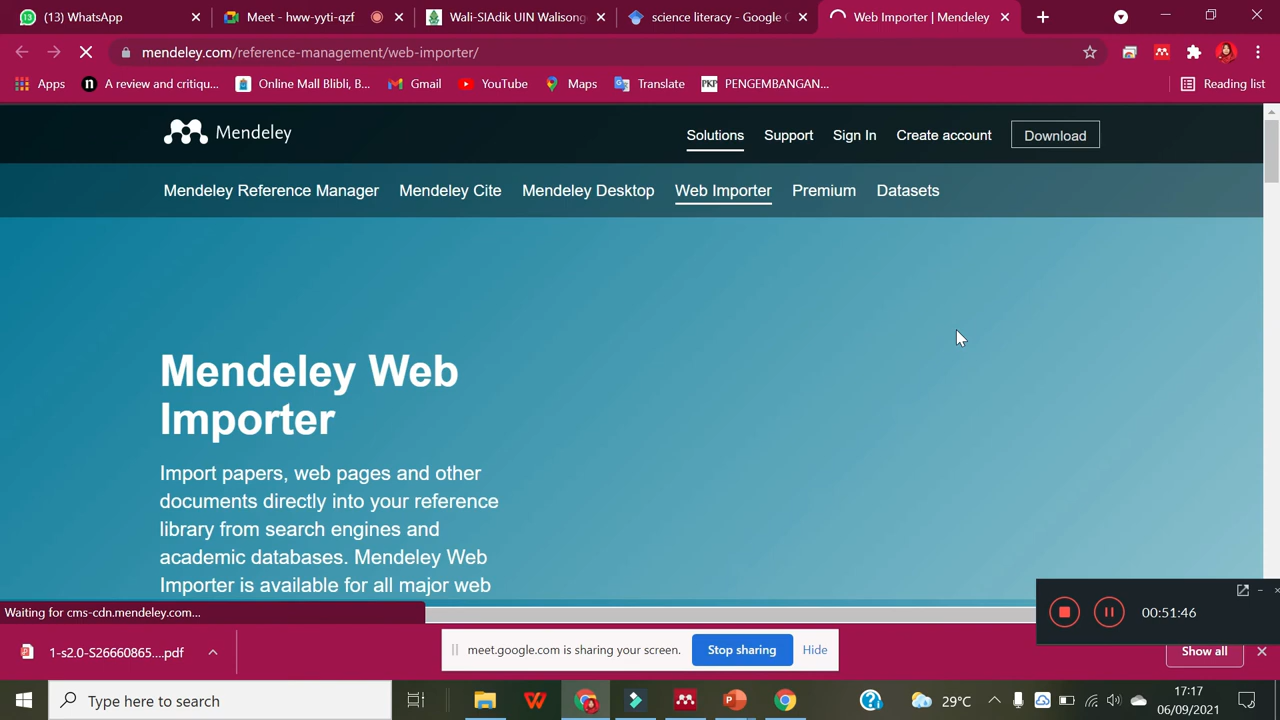 (13) WhatsApp
Meet - hww-yyti-qzf
Wali-SIAdik UIN Walisong
science literacy - Google
Web Importer | Mendeley
mendeley.com/reference-management/web-importer/
Apps
A review and critiqu...
Online Mall Blibli, B...
Gmail
YouTube
Maps
Translate
PKP
PENGEMBANGAN...
Reading list
Mendeley
Solutions
Support
Sign In
Create account
Download
Mendeley Reference Manager
Mendeley Cite
Mendeley Desktop
Web Importer
Premium
Datasets
Mendeley Web
Importer
Import papers, web pages and other
documents directly into your reference
library from search engines and
academic databases. Mendeley Web
Importer is available for all major web
Waiting for cms-cdn.mendeley.com...
00:51:46
1-s2.0-S26660865....pdf
meet.google.com is sharing your screen.
Stop sharing
Hide
Show all
Type here to search
29°C
17:17
06/09/2021